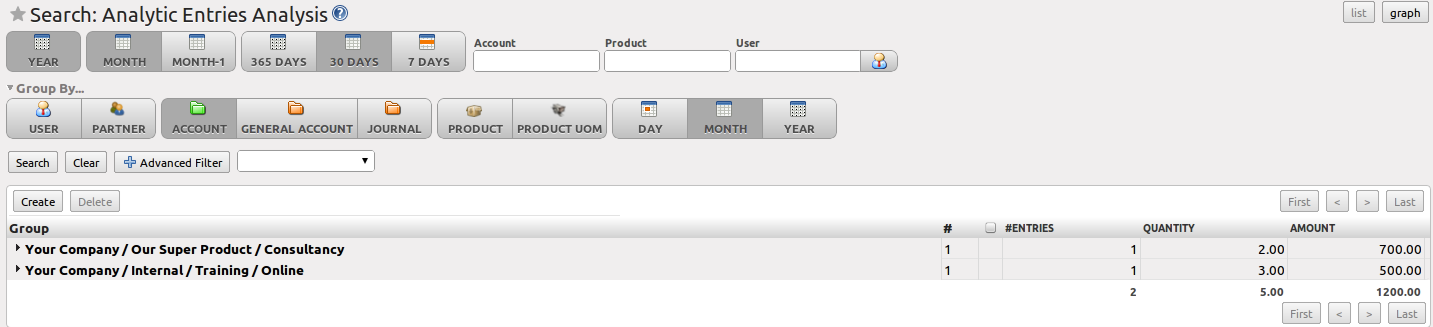 Search: Analytic Entries Analysis ? list graph
YEAR MONTH MONTH-1 365 DAYS 30 DAYS 7 DAYS Account Product User
Group By...
USER PARTNER ACCOUNT GENERAL ACCOUNT JOURNAL PRODUCT PRODUCT UOM DAY MONTH YEAR
Search Clear Advanced Filter
Create Delete First < > Last
Group # #ENTRIES QUANTITY AMOUNT
Your Company / Our Super Product / Consultancy 1 1 2.00 700.00
Your Company / Internal / Training / Online 1 1 3.00 500.00
2 5.00 1200.00
First < > Last